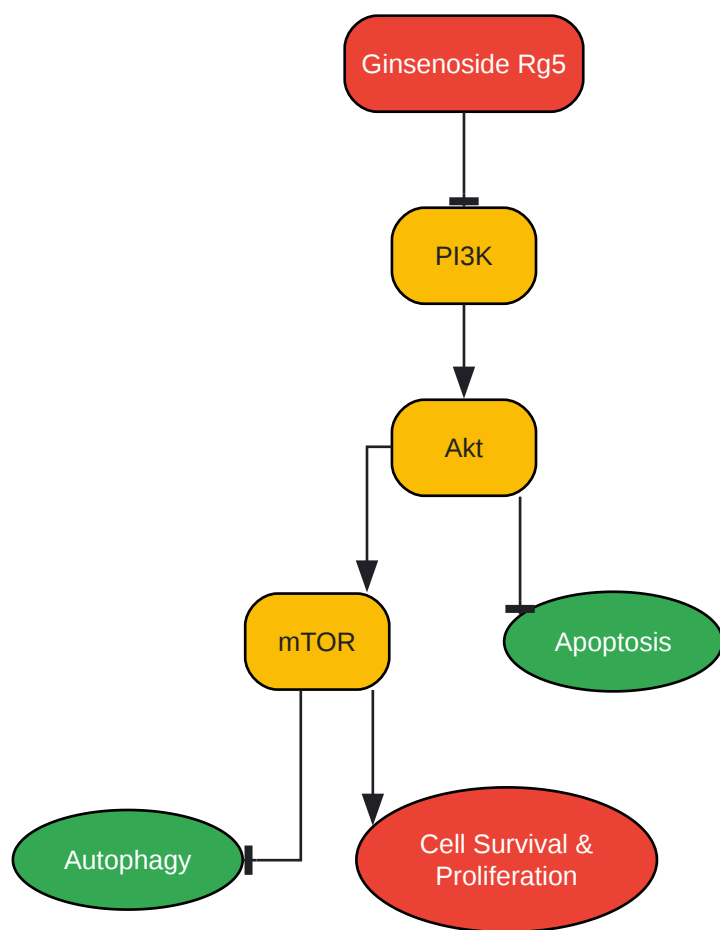 Ginsenoside Rg5
PI3K
Akt
mTOR
Apoptosis
Autophagy
Cell Survival &
Proliferation